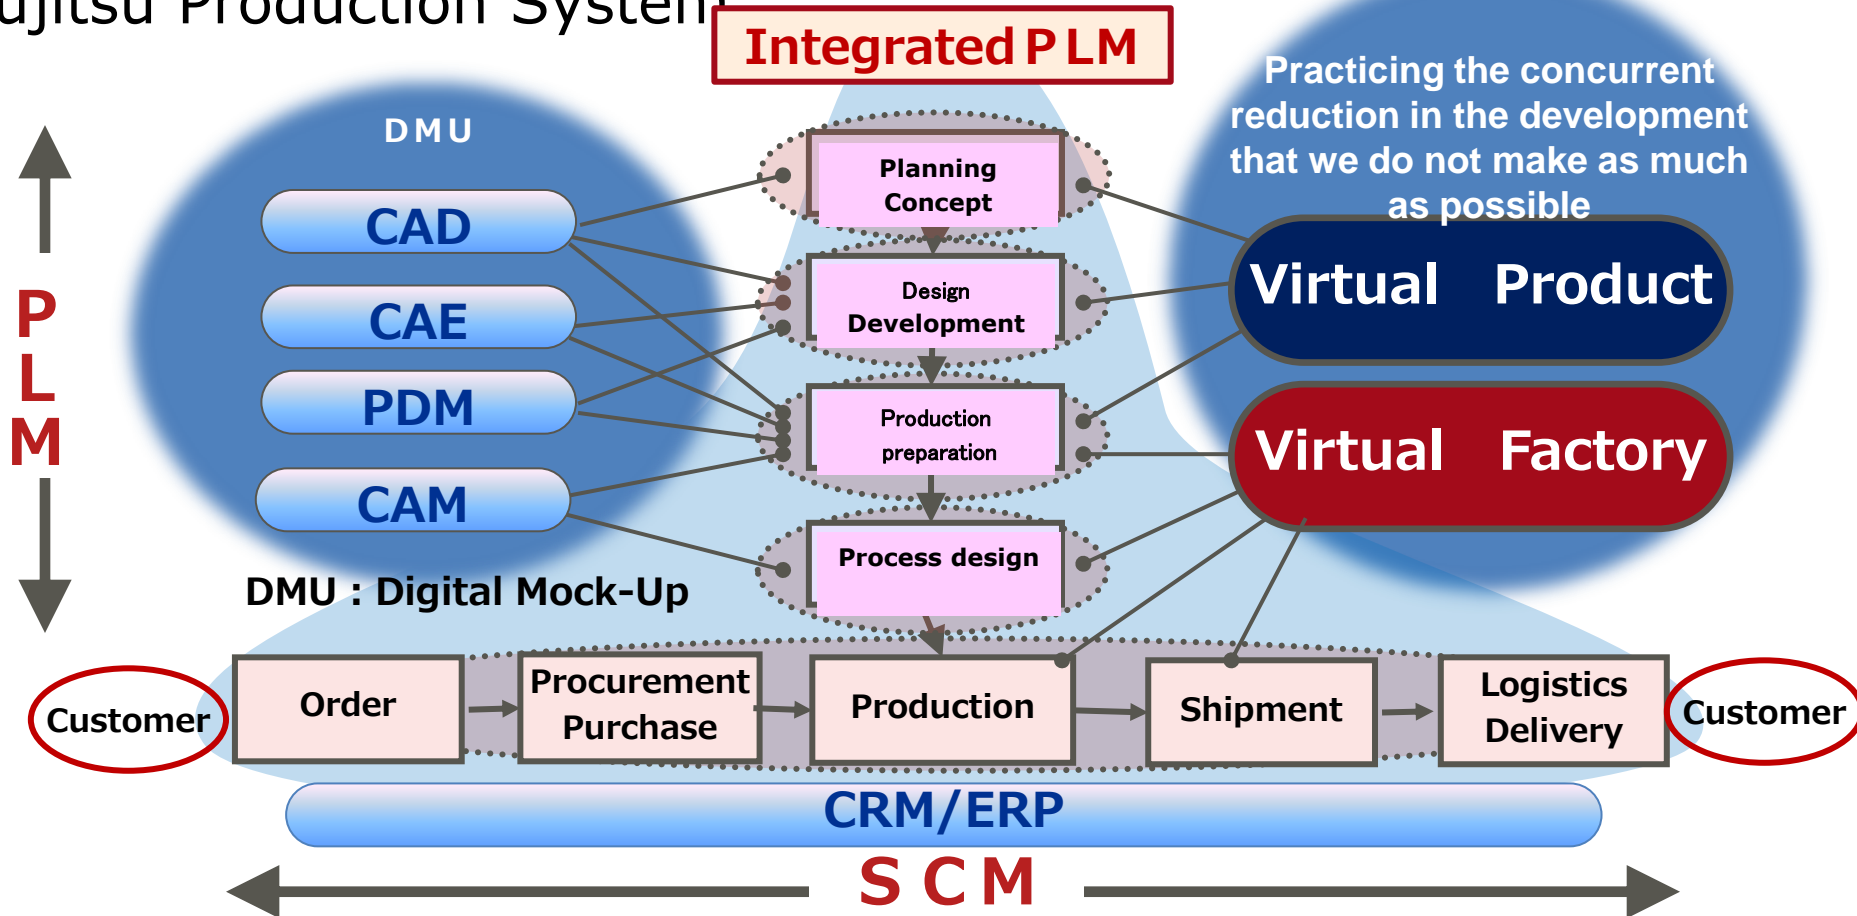 ujitsu Production System
Integrated PLM
Practicing the concurrent
reduction in the development
that we do not make as much
as possible
DMU
CAD
CAE
PDM
CAM
DMU : Digital Mock-Up
PLM
Planning
Concept
Design
Development
Production
preparation
Process design
Virtual Product
Virtual Factory
Customer
Order
Procurement
Purchase
Production
Shipment
Logistics
Delivery
Customer
CRM/ERP
SCM